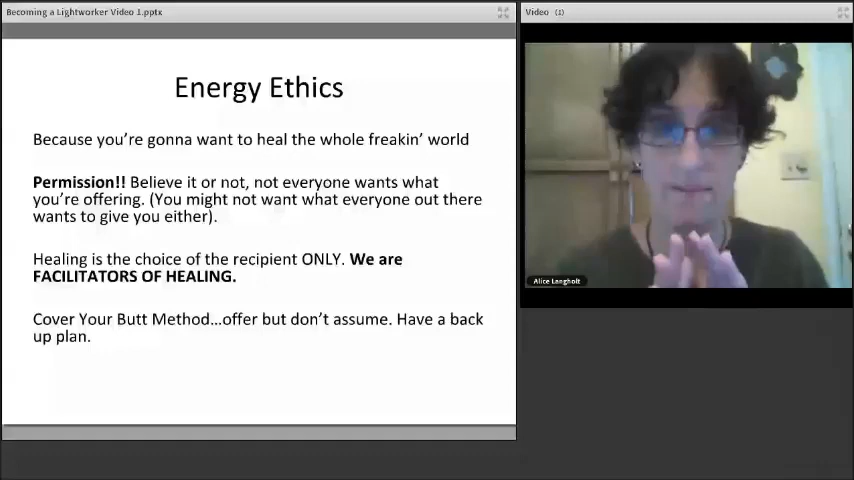 Becoming a Lightworker Video 1.pptx
Video (1)
Energy Ethics
Because you're gonna want to heal the whole freakin' world
Permission!! Believe it or not, not everyone wants what
you're offering. (You might not want what everyone out there
wants to give you either).
Healing is the choice of the recipient ONLY. We are
FACILITATORS OF HEALING.
Cover Your Butt Method...offer but don't assume. Have a back
up plan.
Alice Langholt